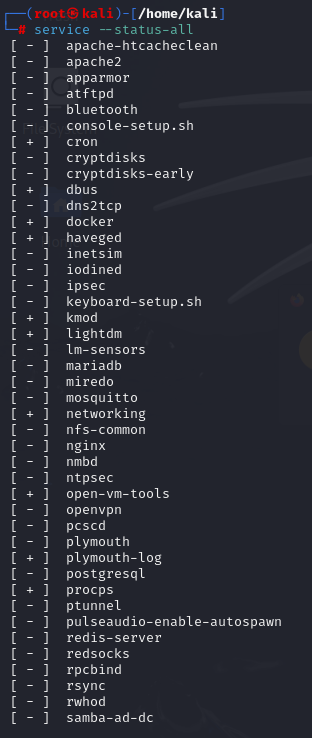 ┌──(root㉿kali)-[/home/kali]
└─# service --status-all
[ - ] apache-htcacheclean
[ - ] apache2
[ - ] apparmor
[ - ] atftpd
[ - ] bluetooth
[ - ] console-setup.sh
[ + ] cron
[ - ] cryptdisks
[ - ] cryptdisks-early
[ + ] dbus
[ - ] dns2tcp
[ + ] docker
[ + ] haveged
[ - ] inetsim
[ - ] iodined
[ - ] ipsec
[ - ] keyboard-setup.sh
[ + ] kmod
[ + ] lightdm
[ - ] lm-sensors
[ - ] mariadb
[ - ] miredo
[ - ] mosquitto
[ + ] networking
[ - ] nfs-common
[ - ] nginx
[ - ] nmbd
[ - ] ntpsec
[ + ] open-vm-tools
[ - ] openvpn
[ - ] pcscd
[ - ] plymouth
[ + ] plymouth-log
[ - ] postgresql
[ + ] procps
[ - ] ptunnel
[ - ] pulseaudio-enable-autospawn
[ - ] redis-server
[ - ] redsocks
[ - ] rpcbind
[ - ] rsync
[ - ] rwhod
[ - ] samba-ad-dc